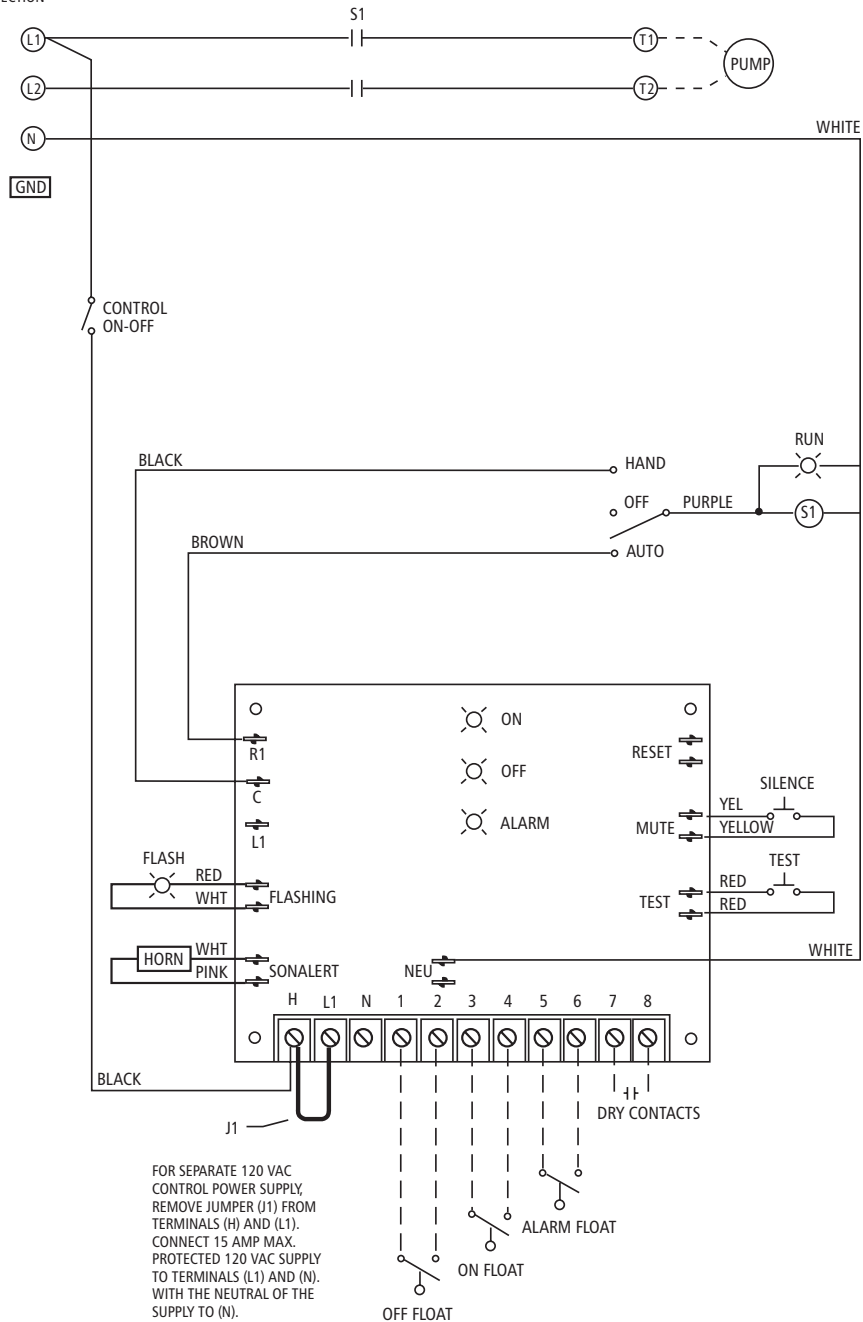 S1
L1
T1
PUMP
L2
T2
WHITE
N
GND
CONTROL
ON-OFF
RUN
BLACK
HAND
OFF
PURPLE
S1
BROWN
AUTO
ON
R1
RESET
OFF
SILENCE
C
YEL
ALARM
MUTE
YELLOW
L1
FLASH
TEST
RED
RED
WHT
FLASHING
TEST
RED
WHT
WHITE
HORN
SONALERT
NEU
PINK
H L1 N 1 2 3 4 5 6 7 8
BLACK
DRY CONTACTS
J1
FOR SEPARATE 120 VAC
CONTROL POWER SUPPLY,
REMOVE JUMPER (J1) FROM
TERMINALS (H) AND (L1).
CONNECT 15 AMP MAX.
PROTECTED 120 VAC SUPPLY
TO TERMINALS (L1) AND (N).
WITH THE NEUTRAL OF THE
SUPPLY TO (N).
ALARM FLOAT
ON FLOAT
OFF FLOAT